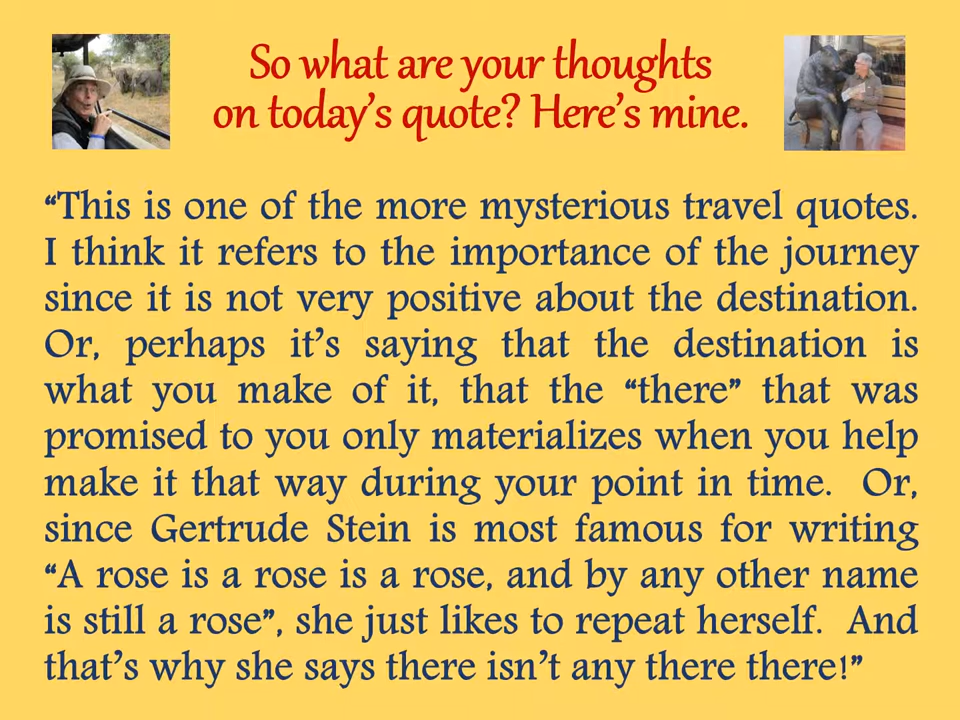 So what are your thoughts
on today's quote? Here's mine.
“This is one of the more mysterious travel quotes.
I think it refers to the importance of the journey
since it is not very positive about the destination.
Or, perhaps it's saying that the destination is
what you make of it, that the “there” that was
promised to you only materializes when you help
make it that way during your point in time. Or,
since Gertrude Stein is most famous for writing
“A rose is a rose is a rose, and by any other name
is still a rose”, she just likes to repeat herself. And
that's why she says there isn't any there there!”